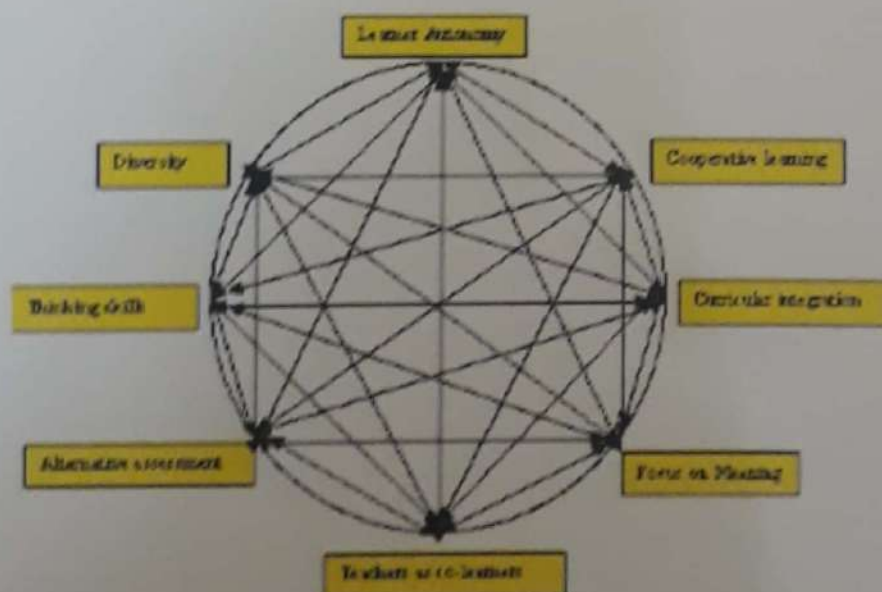 Learner Autonomy
Diversity
Cooperative learning
Thinking skills
Curricular integration
Alternative assessment
Focus on Meaning
Teachers as co-learners